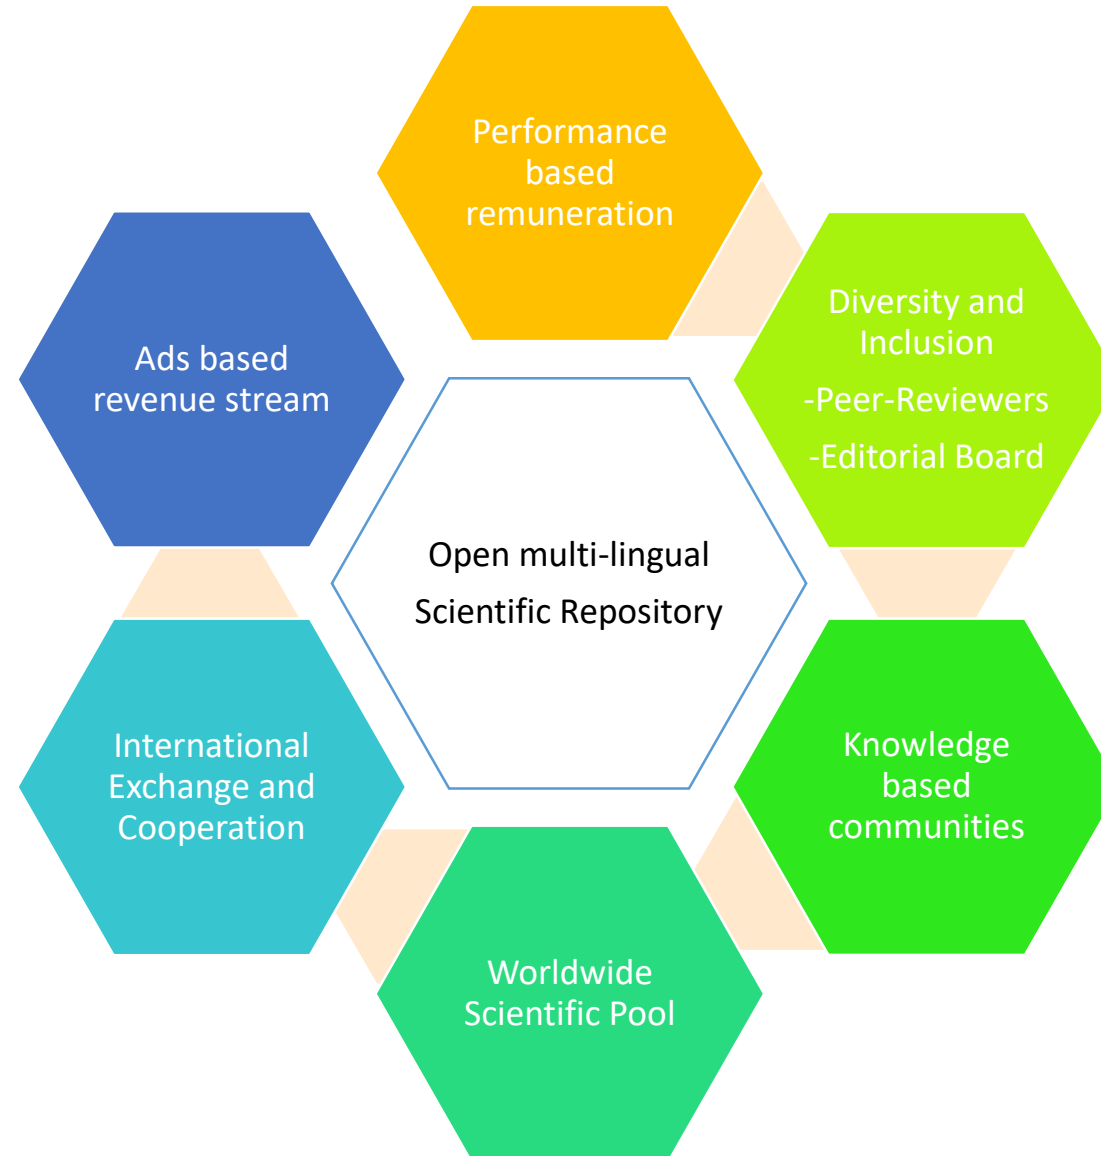 Performance
based
remuneration
Diversity and
Inclusion
-Peer-Reviewers
-Editorial Board
Knowledge
based
communities
Worldwide
Scientific Pool
International
Exchange and
Cooperation
Ads based
revenue stream
Open multi-lingual
Scientific Repository